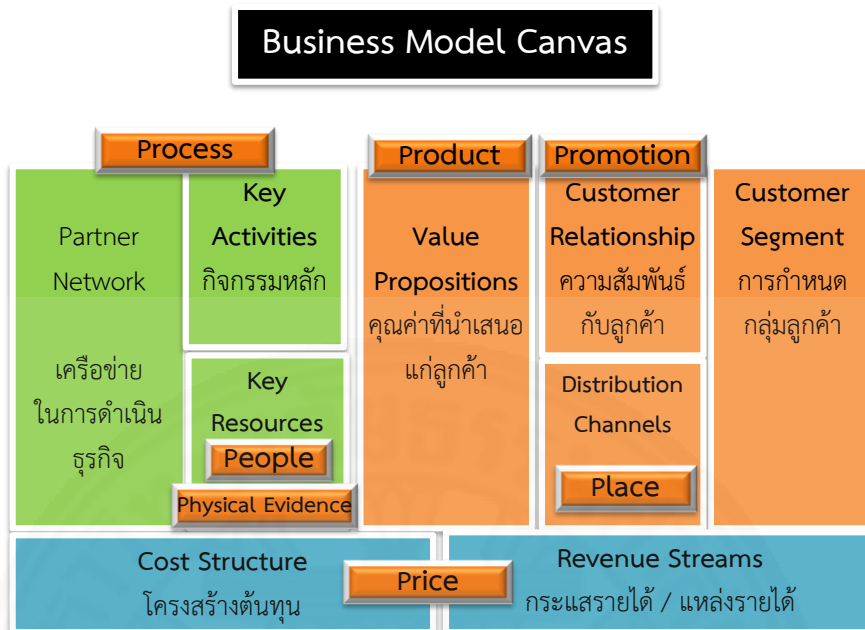 Business Model Canvas
Process
Product
Promotion
Partner
Network
เครือข่าย
ในการดำเนิน
ธุรกิจ
Key
Activities
กิจกรรมหลัก
Key
Resources
People
Physical Evidence
Value
Propositions
คุณค่าที่นำเสนอ
แก่ลูกค้า
Customer
Relationship
ความสัมพันธ์
กับลูกค้า
Distribution
Channels
Place
Customer
Segment
การกำหนด
กลุ่มลูกค้า
Cost Structure
โครงสร้างต้นทุน
Price
Revenue Streams
กระแสรายได้ / แหล่งรายได้